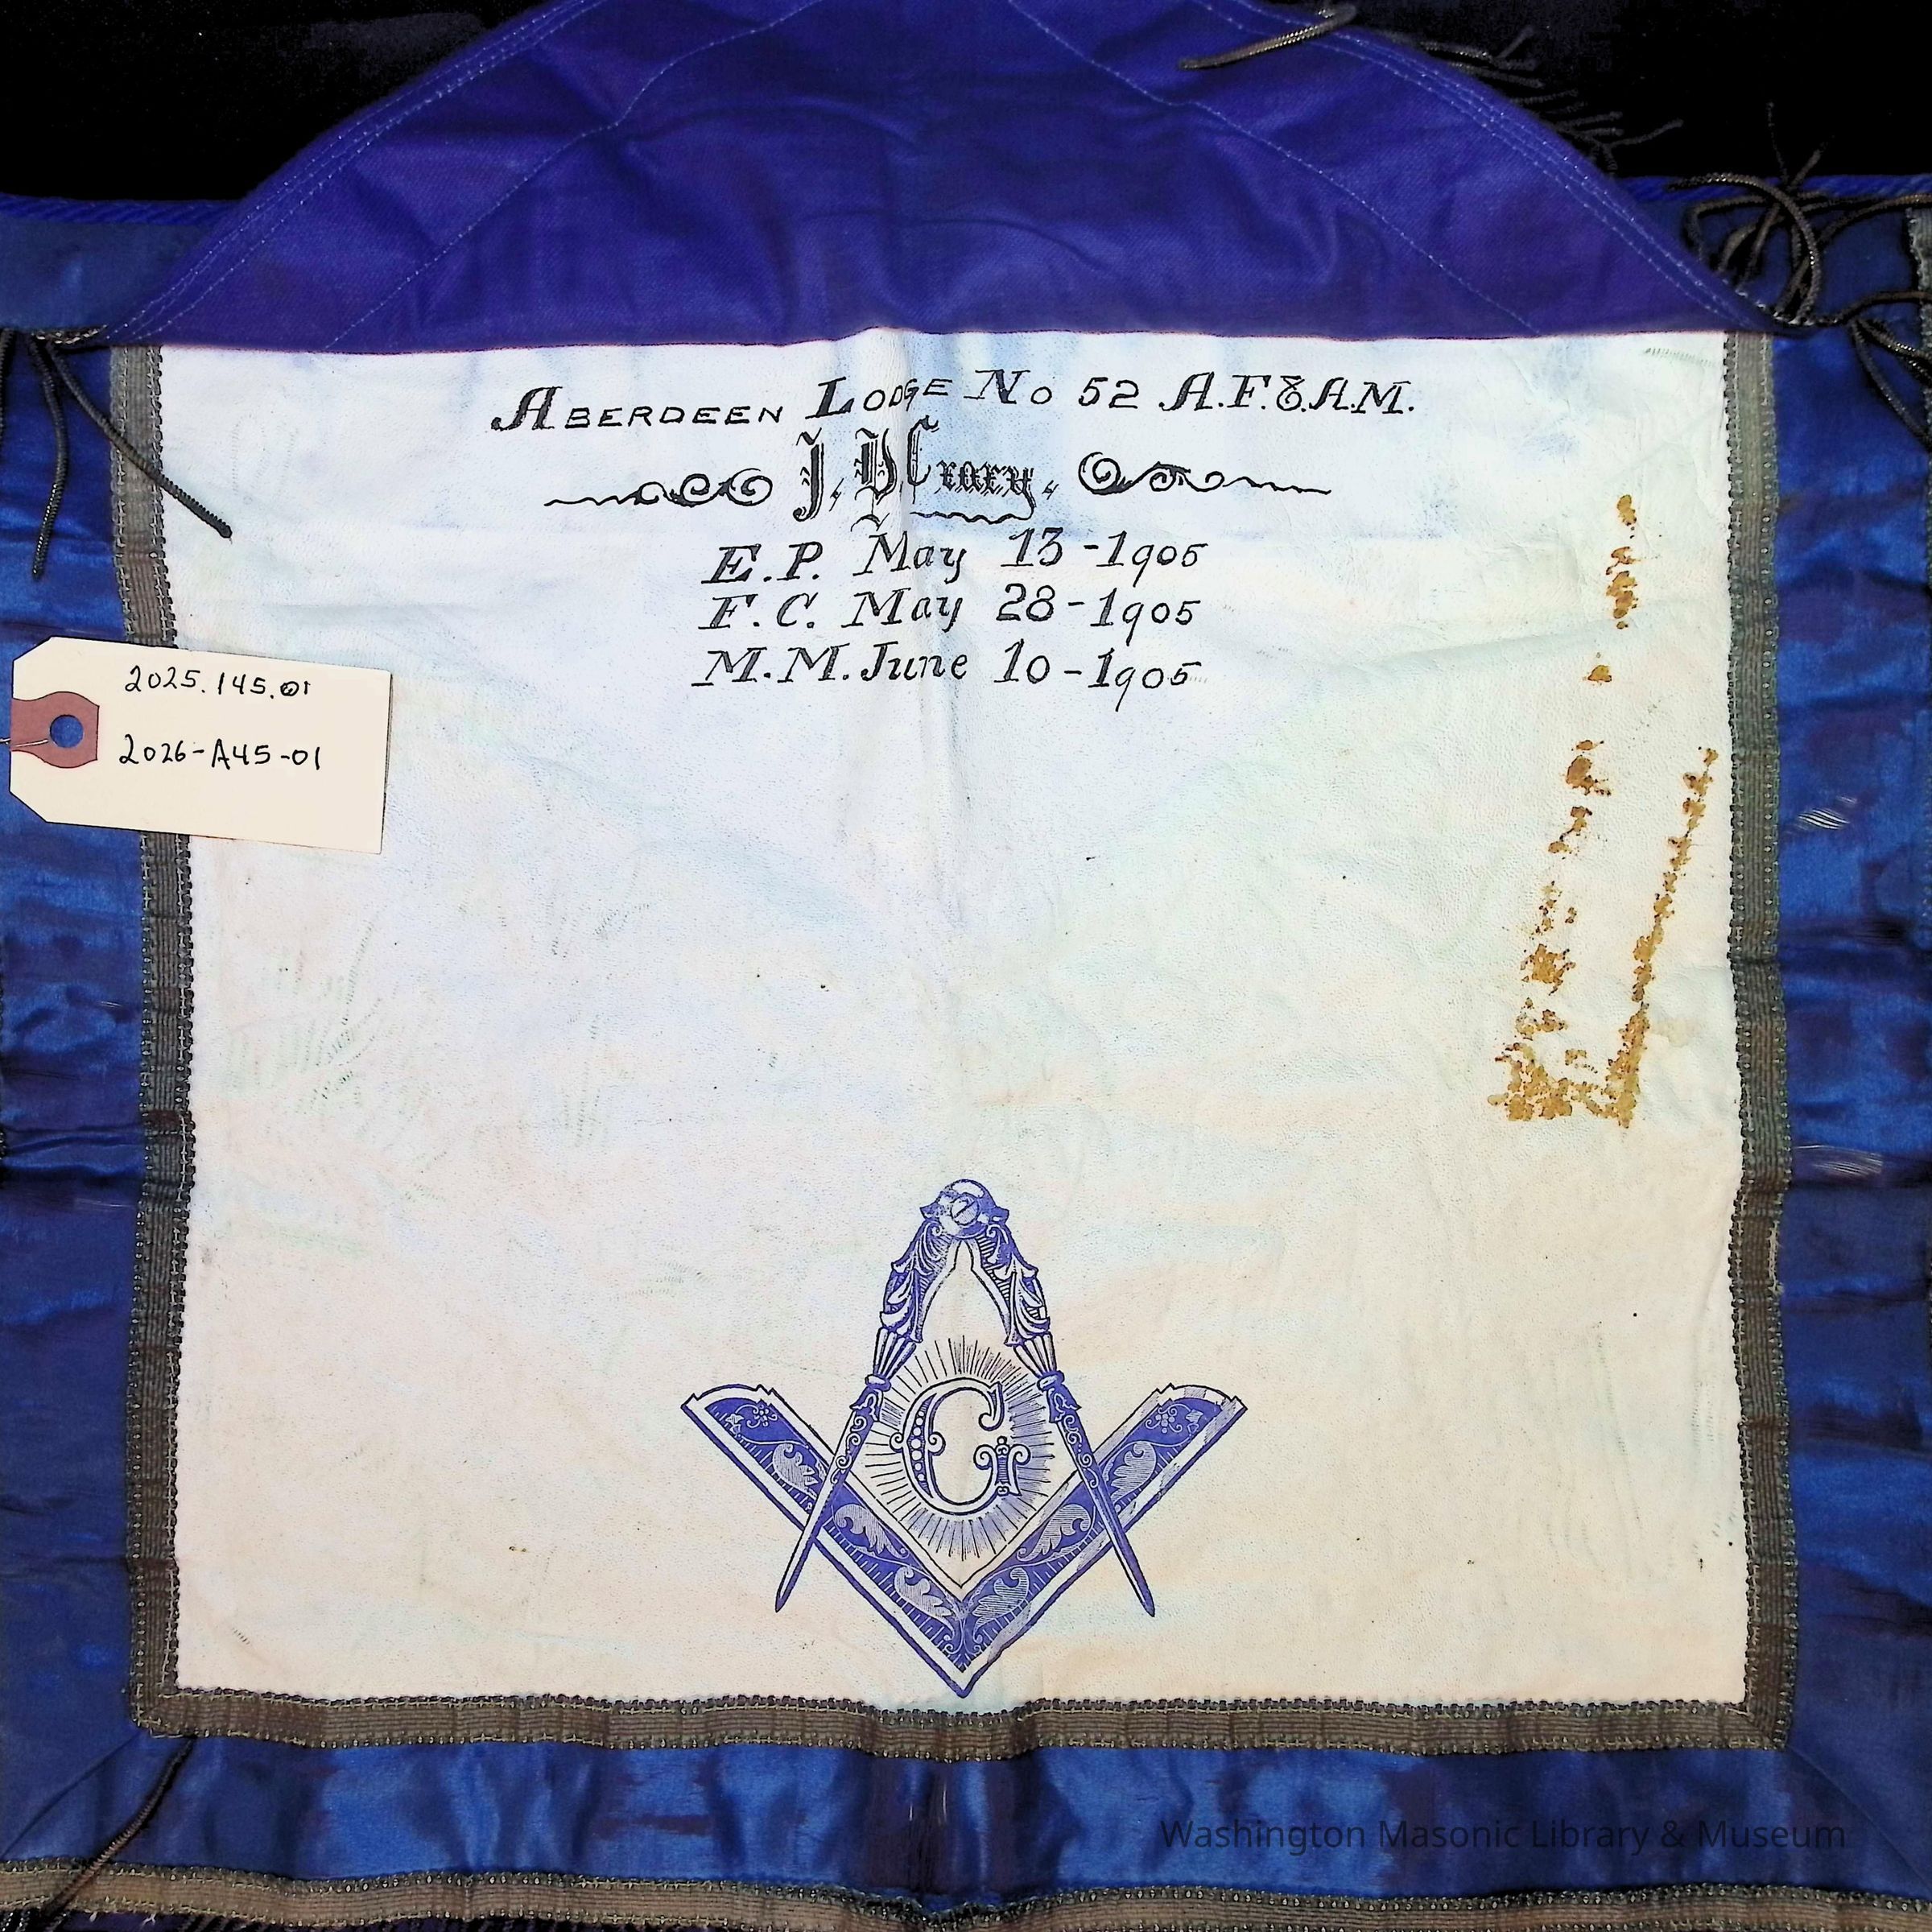 ABERDEEN LODGE No 52 A.F.&A.M.
J. D. Crary.
E.P. May 13-1905
F.C. May 28-1905
M.M. June 10-1905
2025.145.01
2026-A45-01
G
Washington Masonic Library & Museum